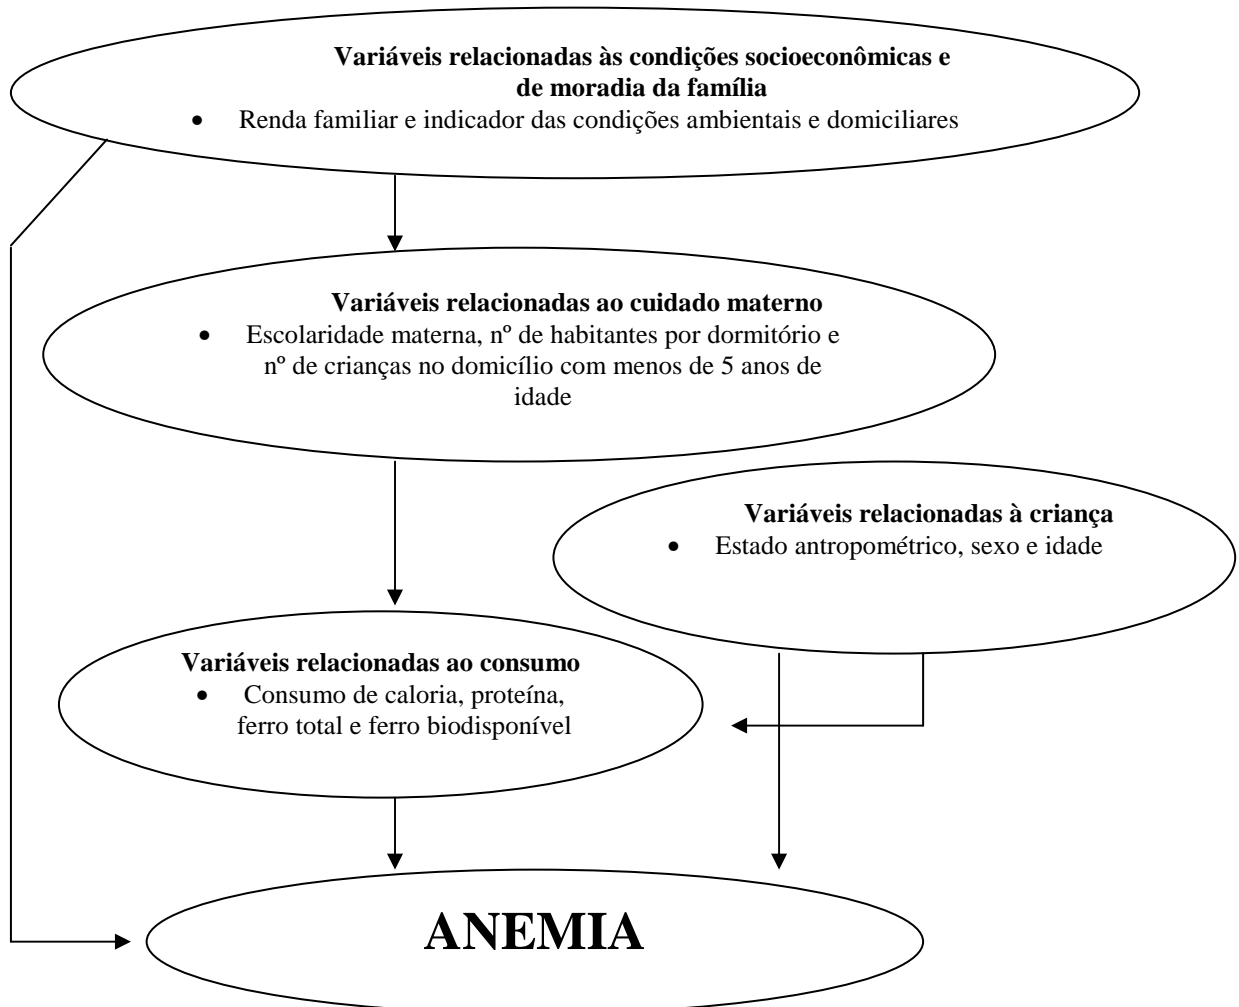 Variáveis relacionadas às condições socioeconômicas e
de moradia da família
• Renda familiar e indicador das condições ambientais e domiciliares
Variáveis relacionadas ao cuidado materno
• Escolaridade materna, nº de habitantes por dormitório e
nº de crianças no domicílio com menos de 5 anos de
idade
Variáveis relacionadas à criança
• Estado antropométrico, sexo e idade
Variáveis relacionadas ao consumo
• Consumo de caloria, proteína,
ferro total e ferro biodisponível
ANEMIA